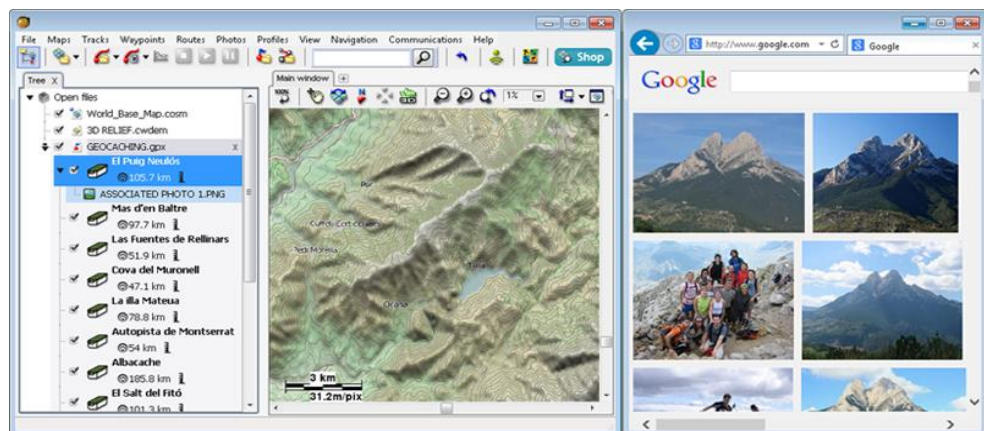 File Maps Tracks Waypoints Routes Photos Profiles View Navigation Communications Help
Shop
Tree X
Open files
World_Base_Map.cosm
3D RELIEF.cwdem
GEOCACHING.gpx x
El Puig Neulós
105.7 km
ASSOCIATED PHOTO 1.PNG
Mas d'en Baltre
97.7 km
Las Fuentes de Rellinars
51.9 km
Cova del Muronell
47.1 km
La illa Mateua
78.8 km
Autopista de Montserrat
54 km
Albacache
185.8 km
El Salt del Fitó
101.3 km
Main window
100%
1%
Tuna
Ocaña
3 km
31.2m/pix
http://www.google.com
Google
Google